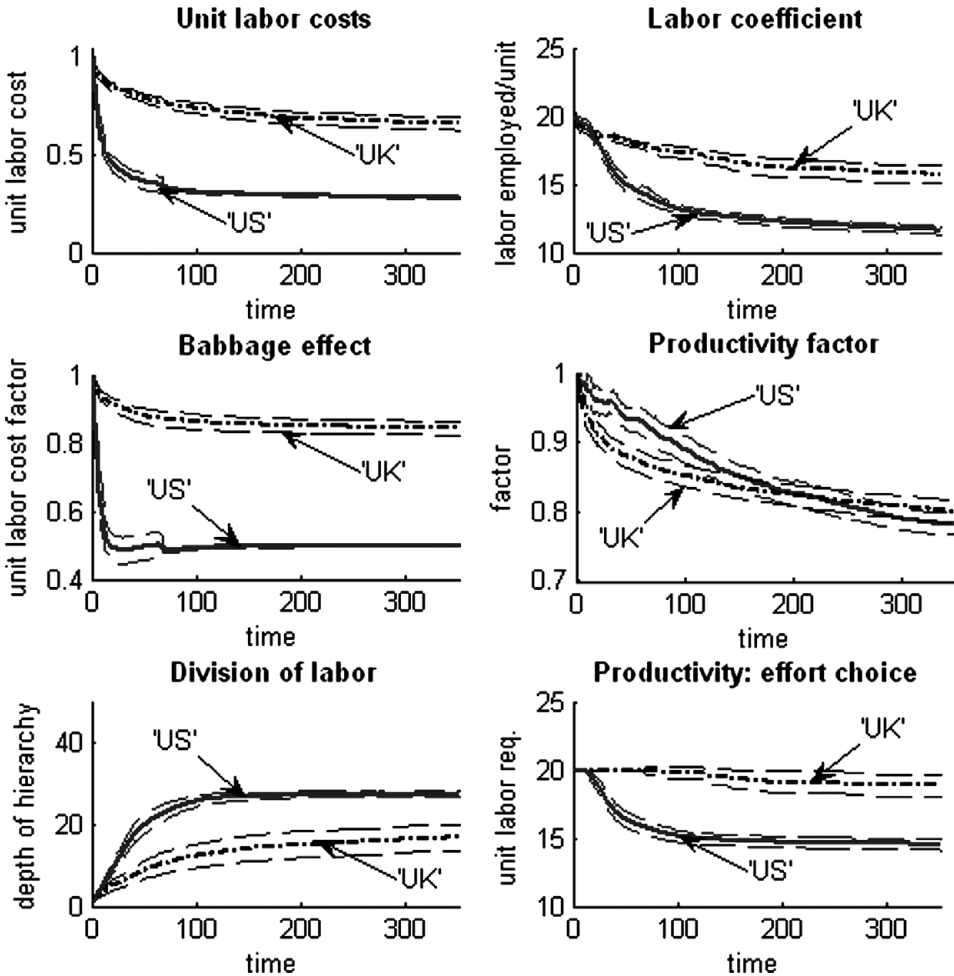 Unit labor costs
unit labor cost
1
0.5
0
'UK'
'US'
0 100 200 300
time
Labor coefficient
labor employed/unit
25
20
15
10
'UK'
'US'
0 100 200 300
time
Babbage effect
unit labor cost factor
1
0.8
0.6
0.4
'UK'
'US'
0 100 200 300
time
Productivity factor
factor
1
0.9
0.8
0.7
'US'
'UK'
0 100 200 300
time
Division of labor
depth of hierarchy
40
20
0
'US'
'UK'
0 100 200 300
time
Productivity: effort choice
unit labor req.
25
20
15
10
'UK'
'US'
0 100 200 300
time